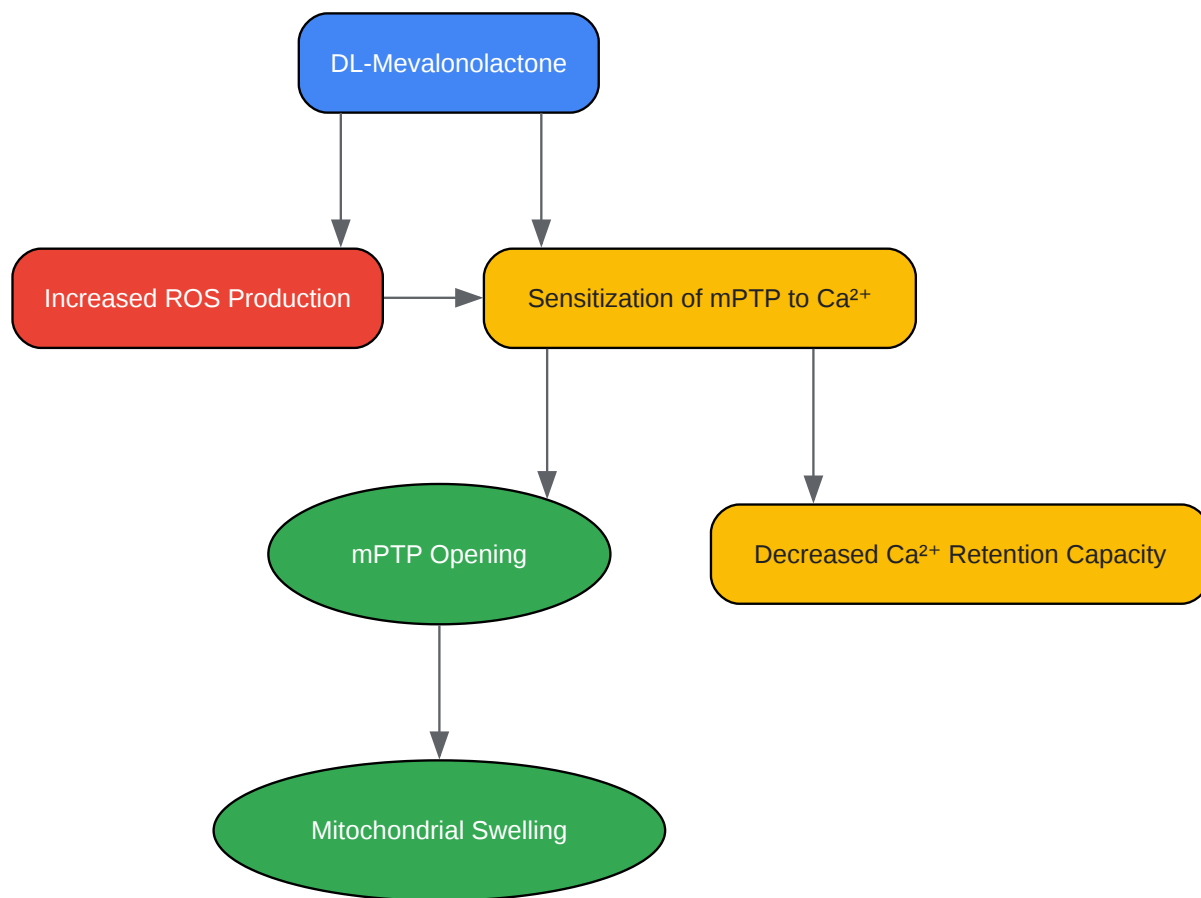 DL-Mevalonolactone
Increased ROS Production
Sensitization of mPTP to Ca²⁺
mPTP Opening
Decreased Ca²⁺ Retention Capacity
Mitochondrial Swelling